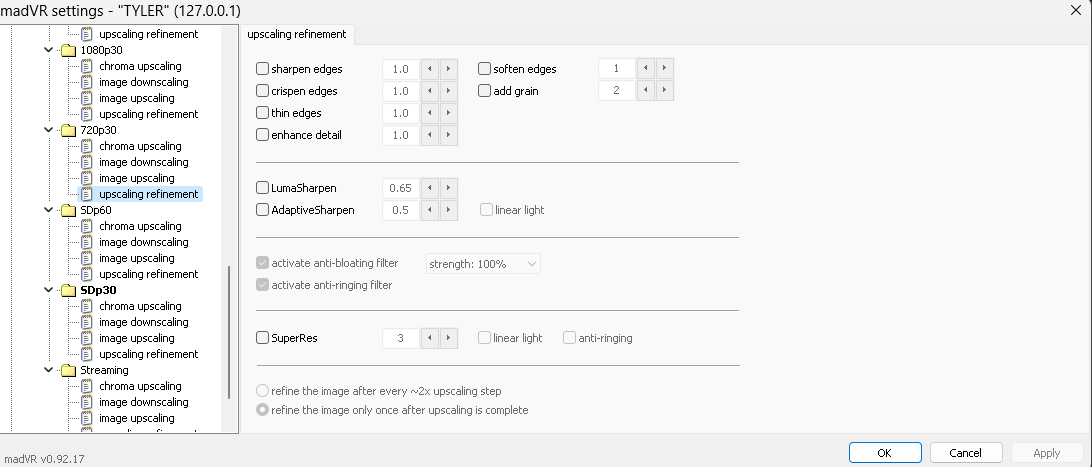 madVR settings - "TYLER" (127.0.0.1)
upscaling refinement
1080p30
chroma upscaling
image downscaling
image upscaling
upscaling refinement
720p30
chroma upscaling
image downscaling
image upscaling
upscaling refinement
SDp60
chroma upscaling
image downscaling
image upscaling
upscaling refinement
SDp30
chroma upscaling
image downscaling
image upscaling
upscaling refinement
Streaming
chroma upscaling
image downscaling
image upscaling
upscaling refinement
sharpen edges 1.0 soften edges 1
crispen edges 1.0 add grain 2
thin edges 1.0
enhance detail 1.0
LumaSharpen 0.65
AdaptiveSharpen 0.5 linear light
activate anti-bloating filter strength: 100%
activate anti-ringing filter
SuperRes 3 linear light anti-ringing
refine the image after every ~2x upscaling step
refine the image only once after upscaling is complete
madVR v0.92.17
OK Cancel Apply